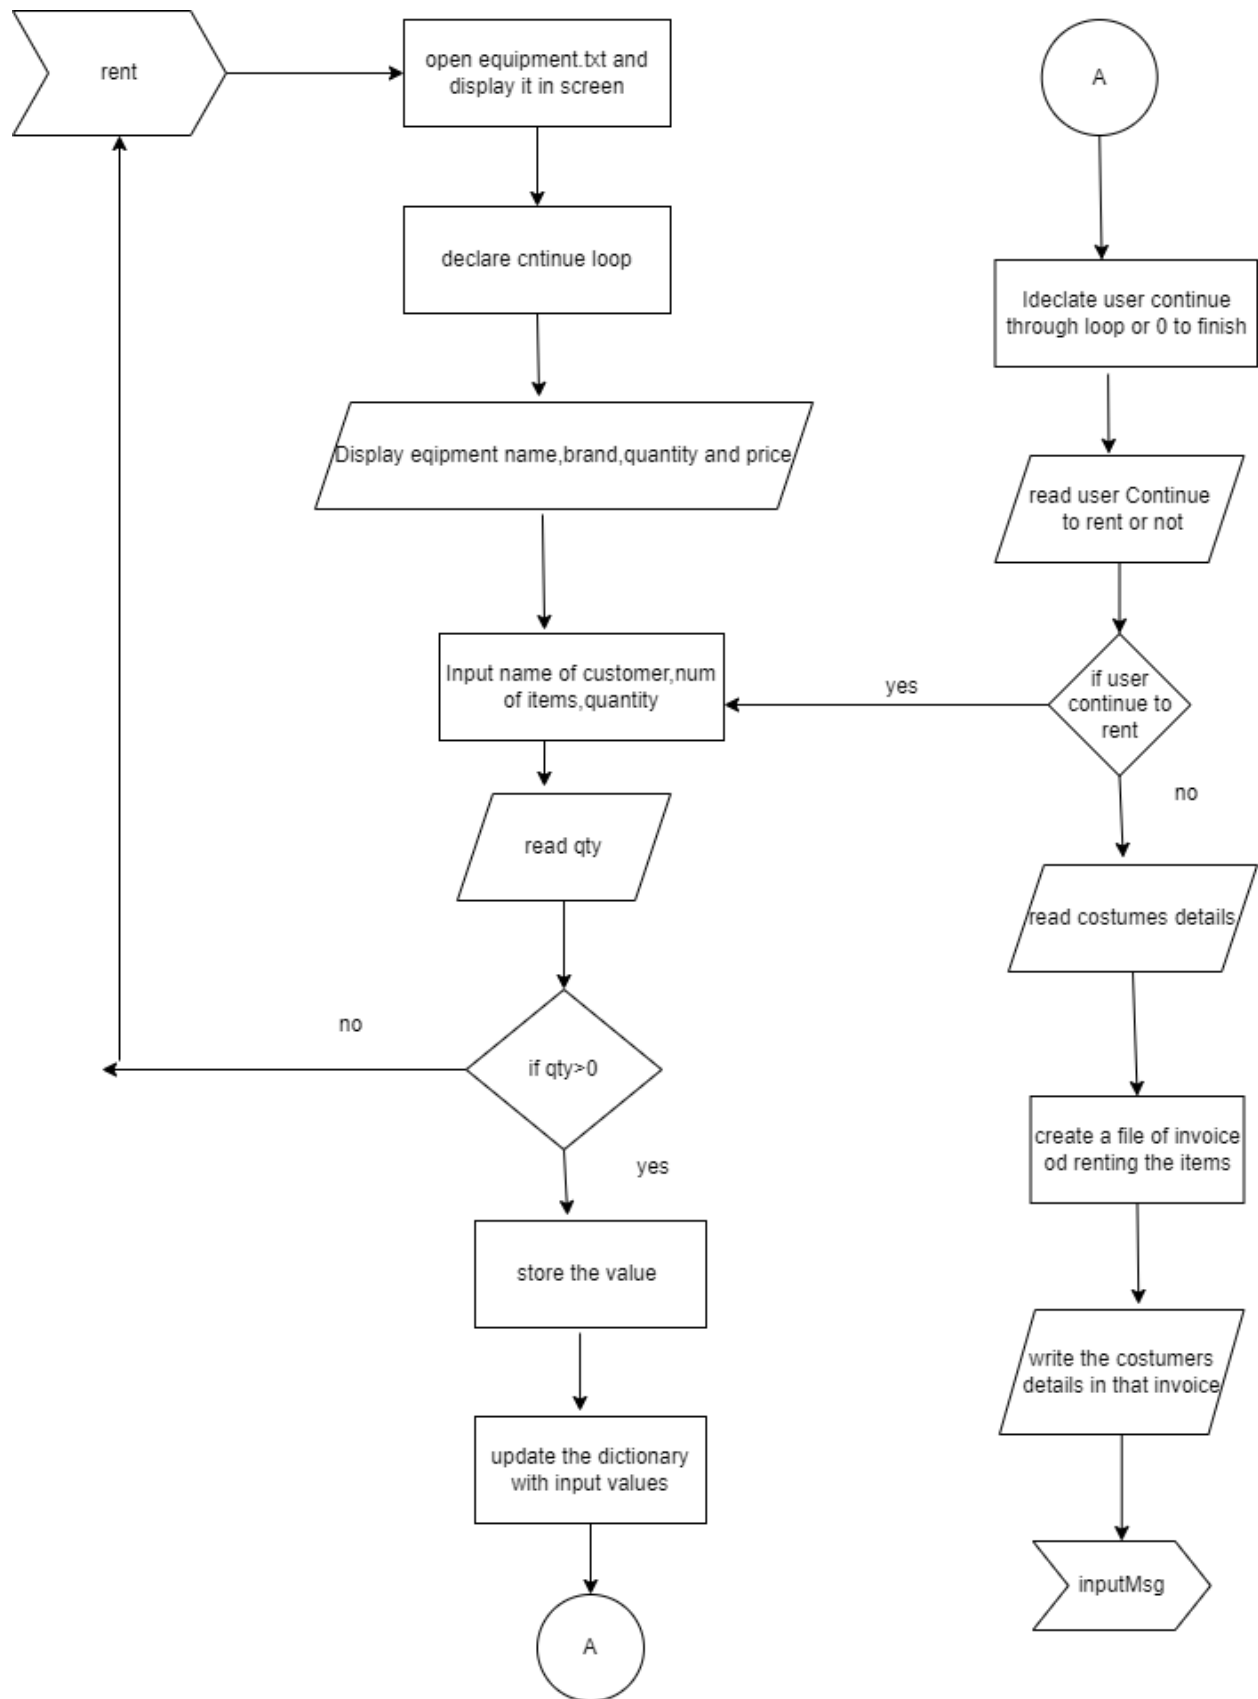 rent
open equipment.txt and
display it in screen
declare cntinue loop
Display eqipment name,brand,quantity and price
Input name of customer,num
of items,quantity
read qty
no
if qty>0
yes
store the value
update the dictionary
with input values
A
A
Ideclate user continue
through loop or 0 to finish
read user Continue
to rent or not
if user
continue to
rent
yes
no
read costumes details
create a file of invoice
od renting the items
write the costumers
details in that invoice
inputMsg